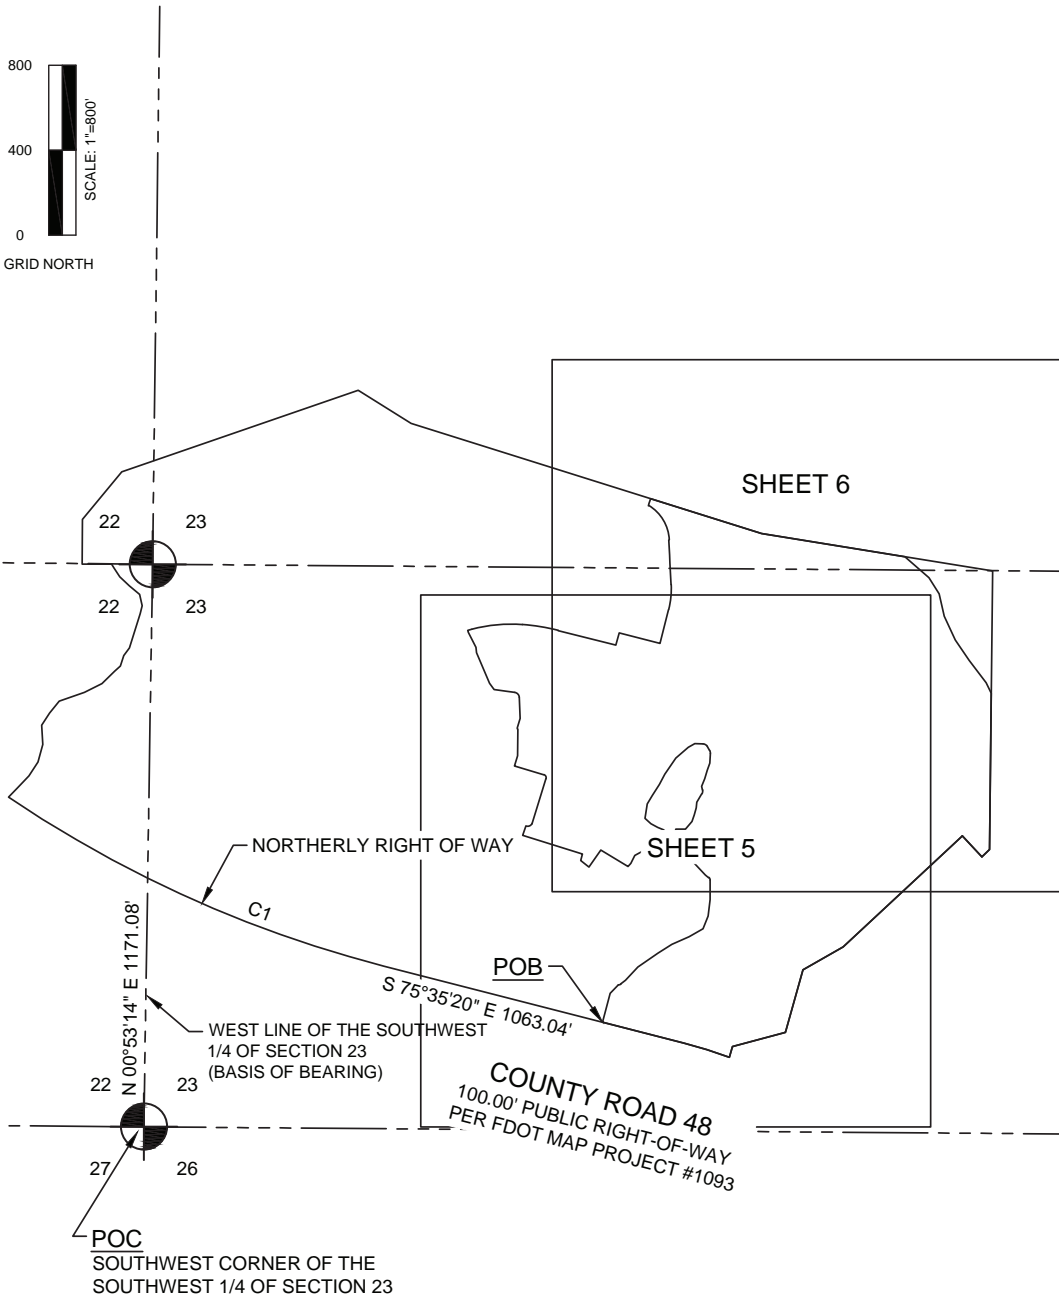 800
400
0
SCALE: 1"=800'
GRID NORTH
SHEET 6
22
23
22
23
NORTHERLY RIGHT OF WAY
SHEET 5
C1
N 00°53'14" E 1171.08'
POB
S 75°35'20" E 1063.04'
WEST LINE OF THE SOUTHWEST
1/4 OF SECTION 23
(BASIS OF BEARING)
COUNTY ROAD 48
100.00' PUBLIC RIGHT-OF-WAY
PER FDOT MAP PROJECT #1093
22
23
27
26
POC
SOUTHWEST CORNER OF THE
SOUTHWEST 1/4 OF SECTION 23